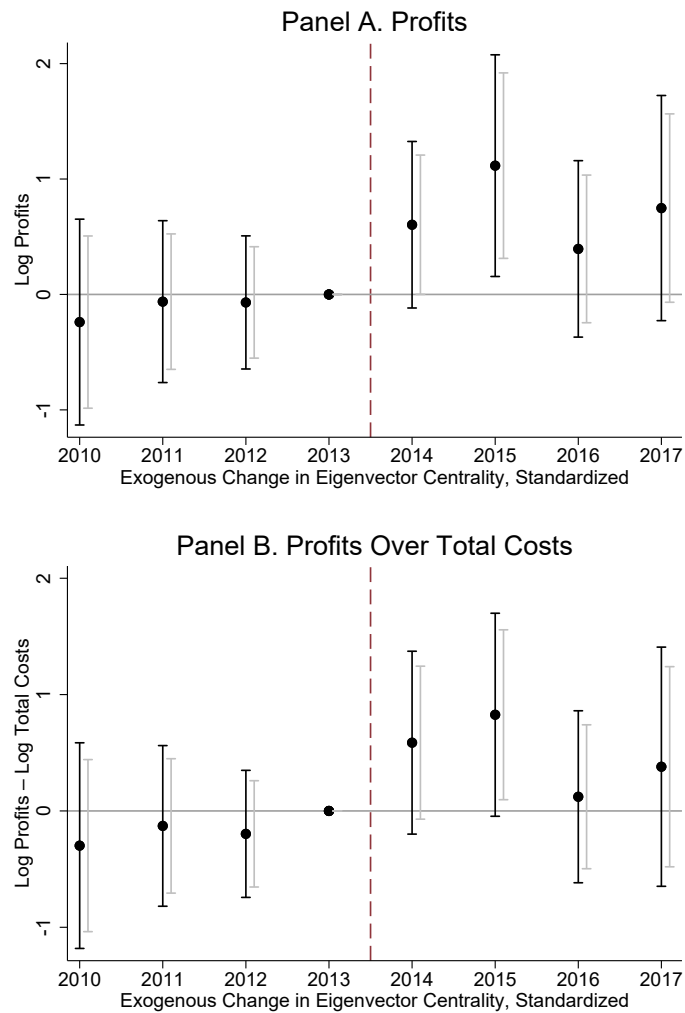 Panel A. Profits
2
1
0
-1
Log Profits
2010 2011 2012 2013 2014 2015 2016 2017
Exogenous Change in Eigenvector Centrality, Standardized
Panel B. Profits Over Total Costs
2
1
0
-1
Log Profits – Log Total Costs
2010 2011 2012 2013 2014 2015 2016 2017
Exogenous Change in Eigenvector Centrality, Standardized